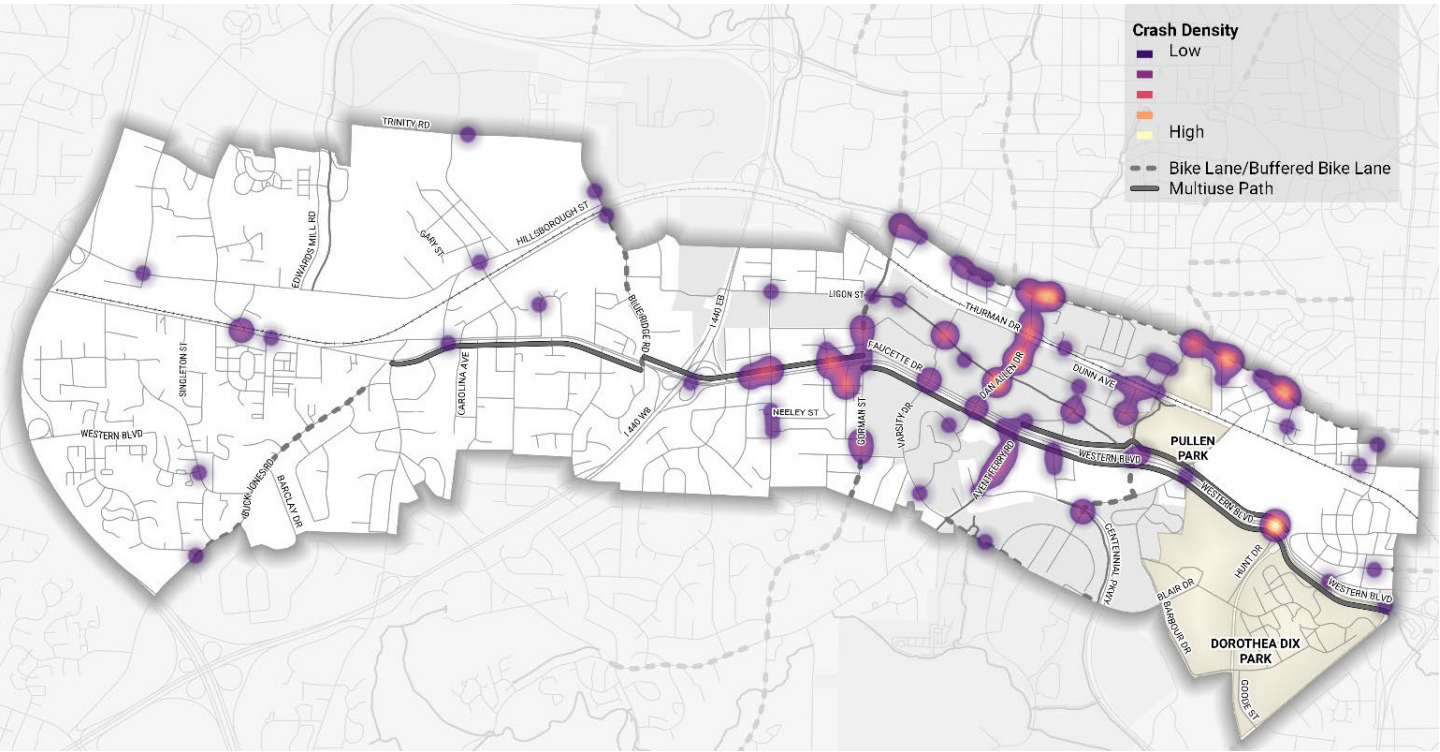 Crash Density
Low
High
Bike Lane/Buffered Bike Lane
Multiuse Path
TRINITY RD
EDWARDS MILL RD
GARY ST
HILLSBOROUGH ST
BLUE RIDGE RD
I 440 EB
LIGON ST
THURMAN DR
FAUCETTE DR
DAN ALLEN DR
DUNN AVE
SINGLETON ST
CAROLINA AVE
I 440 WB
NEELEY ST
GORMAN ST
VARSITY DR
WESTERN BLVD
BUCK JONES RD
BARCLAY DR
AVENT FERRY RD
WESTERN BLVD
PULLEN
PARK
WESTERN BLVD
CENTENNIAL PKWY
HUNT DR
BLAIR DR
BARBOUR DR
WESTERN BLVD
DOROTHEA DIX
PARK
GOODE ST